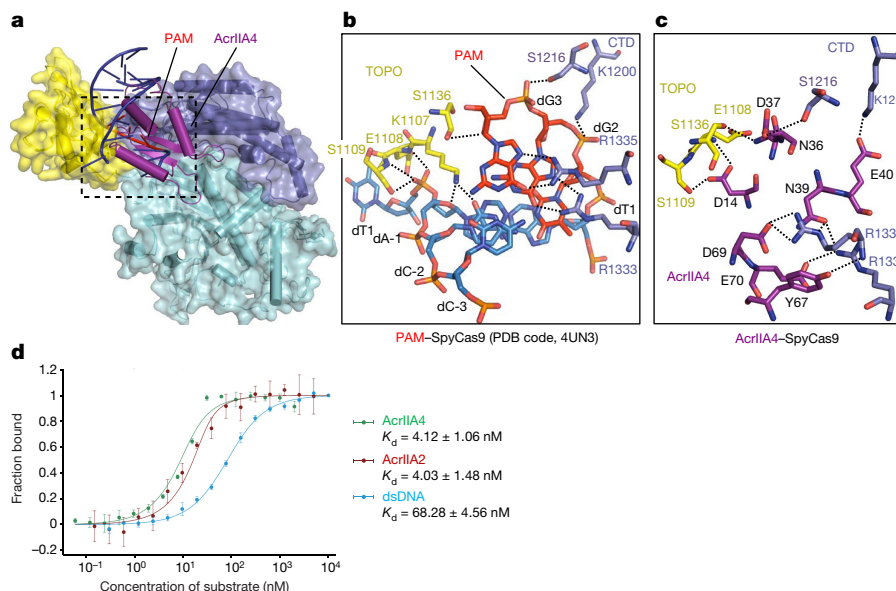 a
PAM
AcrIIA4
b
PAM
CTD
S1216
K1200
TOPO
S1136
K1107
E1108
S1109
dG3
dG2
R1335
dT1
dA-1
dT1
dC-2
R1333
dC-3
PAM–SpyCas9 (PDB code, 4UN3)
c
CTD
S1216
TOPO
E1108
D37
S1136
N36
E40
S1109
D14
N39
D69
AcrIIA4
E70
Y67
AcrIIA4–SpyCas9
d
1.2
1
0.8
0.6
0.4
0.2
0
−0.2
Fraction bound
10⁻¹ 10⁰ 10¹ 10² 10³ 10⁴
Concentration of substrate (nM)
AcrIIA4
Kd = 4.12 ± 1.06 nM
AcrIIA2
Kd = 4.03 ± 1.48 nM
dsDNA
Kd = 68.28 ± 4.56 nM